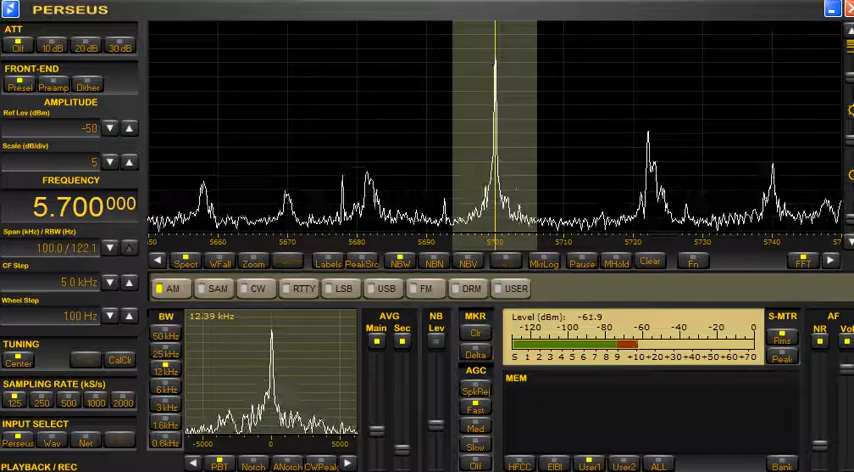 PERSEUS
ATT
Off 10 dB 20 dB 30 dB
FRONT-END
Presel Preamp Dither
AMPLITUDE
Ref Lev (dBm)
-50
Scale (dB/div)
5
FREQUENCY
5.700 000
Span (kHz) / RBW (Hz)
100.0 / 122.1
CF Step
5.0 kHz
Wheel Step
100 Hz
TUNING
Center CalClr
SAMPLING RATE (kS/s)
125 250 500 1000 2000
INPUT SELECT
Perseus Wav Net
PLAYBACK / REC
50 5660 5670 5680 5690 5700 5710 5720 5730 5740 57
Spect WFall Zoom Labels PeakSrc NBW NBN NBV MkrLog Pause MHold Clear Fn FFT
AM SAM CW RTTY LSB USB FM DRM USER
BW
50 kHz
25 kHz
12 kHz
6 kHz
3 kHz
1.6 kHz
0.8 kHz
12.39 kHz
-5000 0 5000
PBT Notch ANotch CWPeak
AVG
Main Sec
NB
Lev
MKR
Clr
Delta
AGC
SpkRej
Fast
Med
Slow
Off
Level (dBm): -61.9
-120 -100 -80 -60 -40 -20 0
S 1 2 3 4 5 6 7 8 9 +10 +20 +30 +40 +50 +60 +70
MEM
HFCC EIBI User1 User2 ALL Bank
S-MTR
Rms
Peak
AF
NR Vol